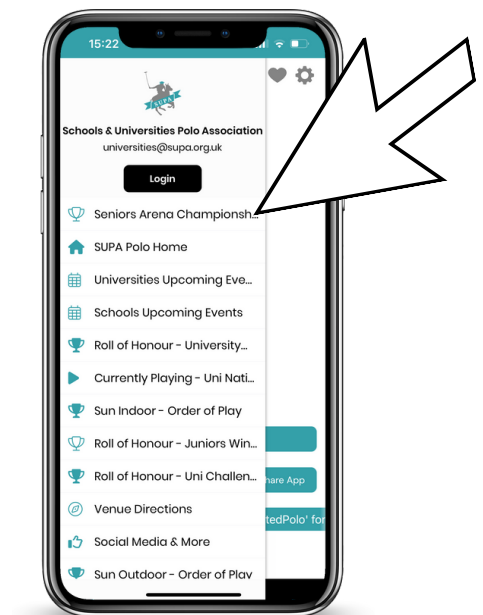 15:22
SUPA
Schools & Universities Polo Association
universities@supa.org.uk
Login
Seniors Arena Championsh...
SUPA Polo Home
Universities Upcoming Eve...
Schools Upcoming Events
Roll of Honour - University...
Currently Playing - Uni Nati...
Sun Indoor - Order of Play
Roll of Honour - Juniors Win...
Roll of Honour - Uni Challen...
hare App
Venue Directions
tedPolo' for
Social Media & More
Sun Outdoor - Order of Play